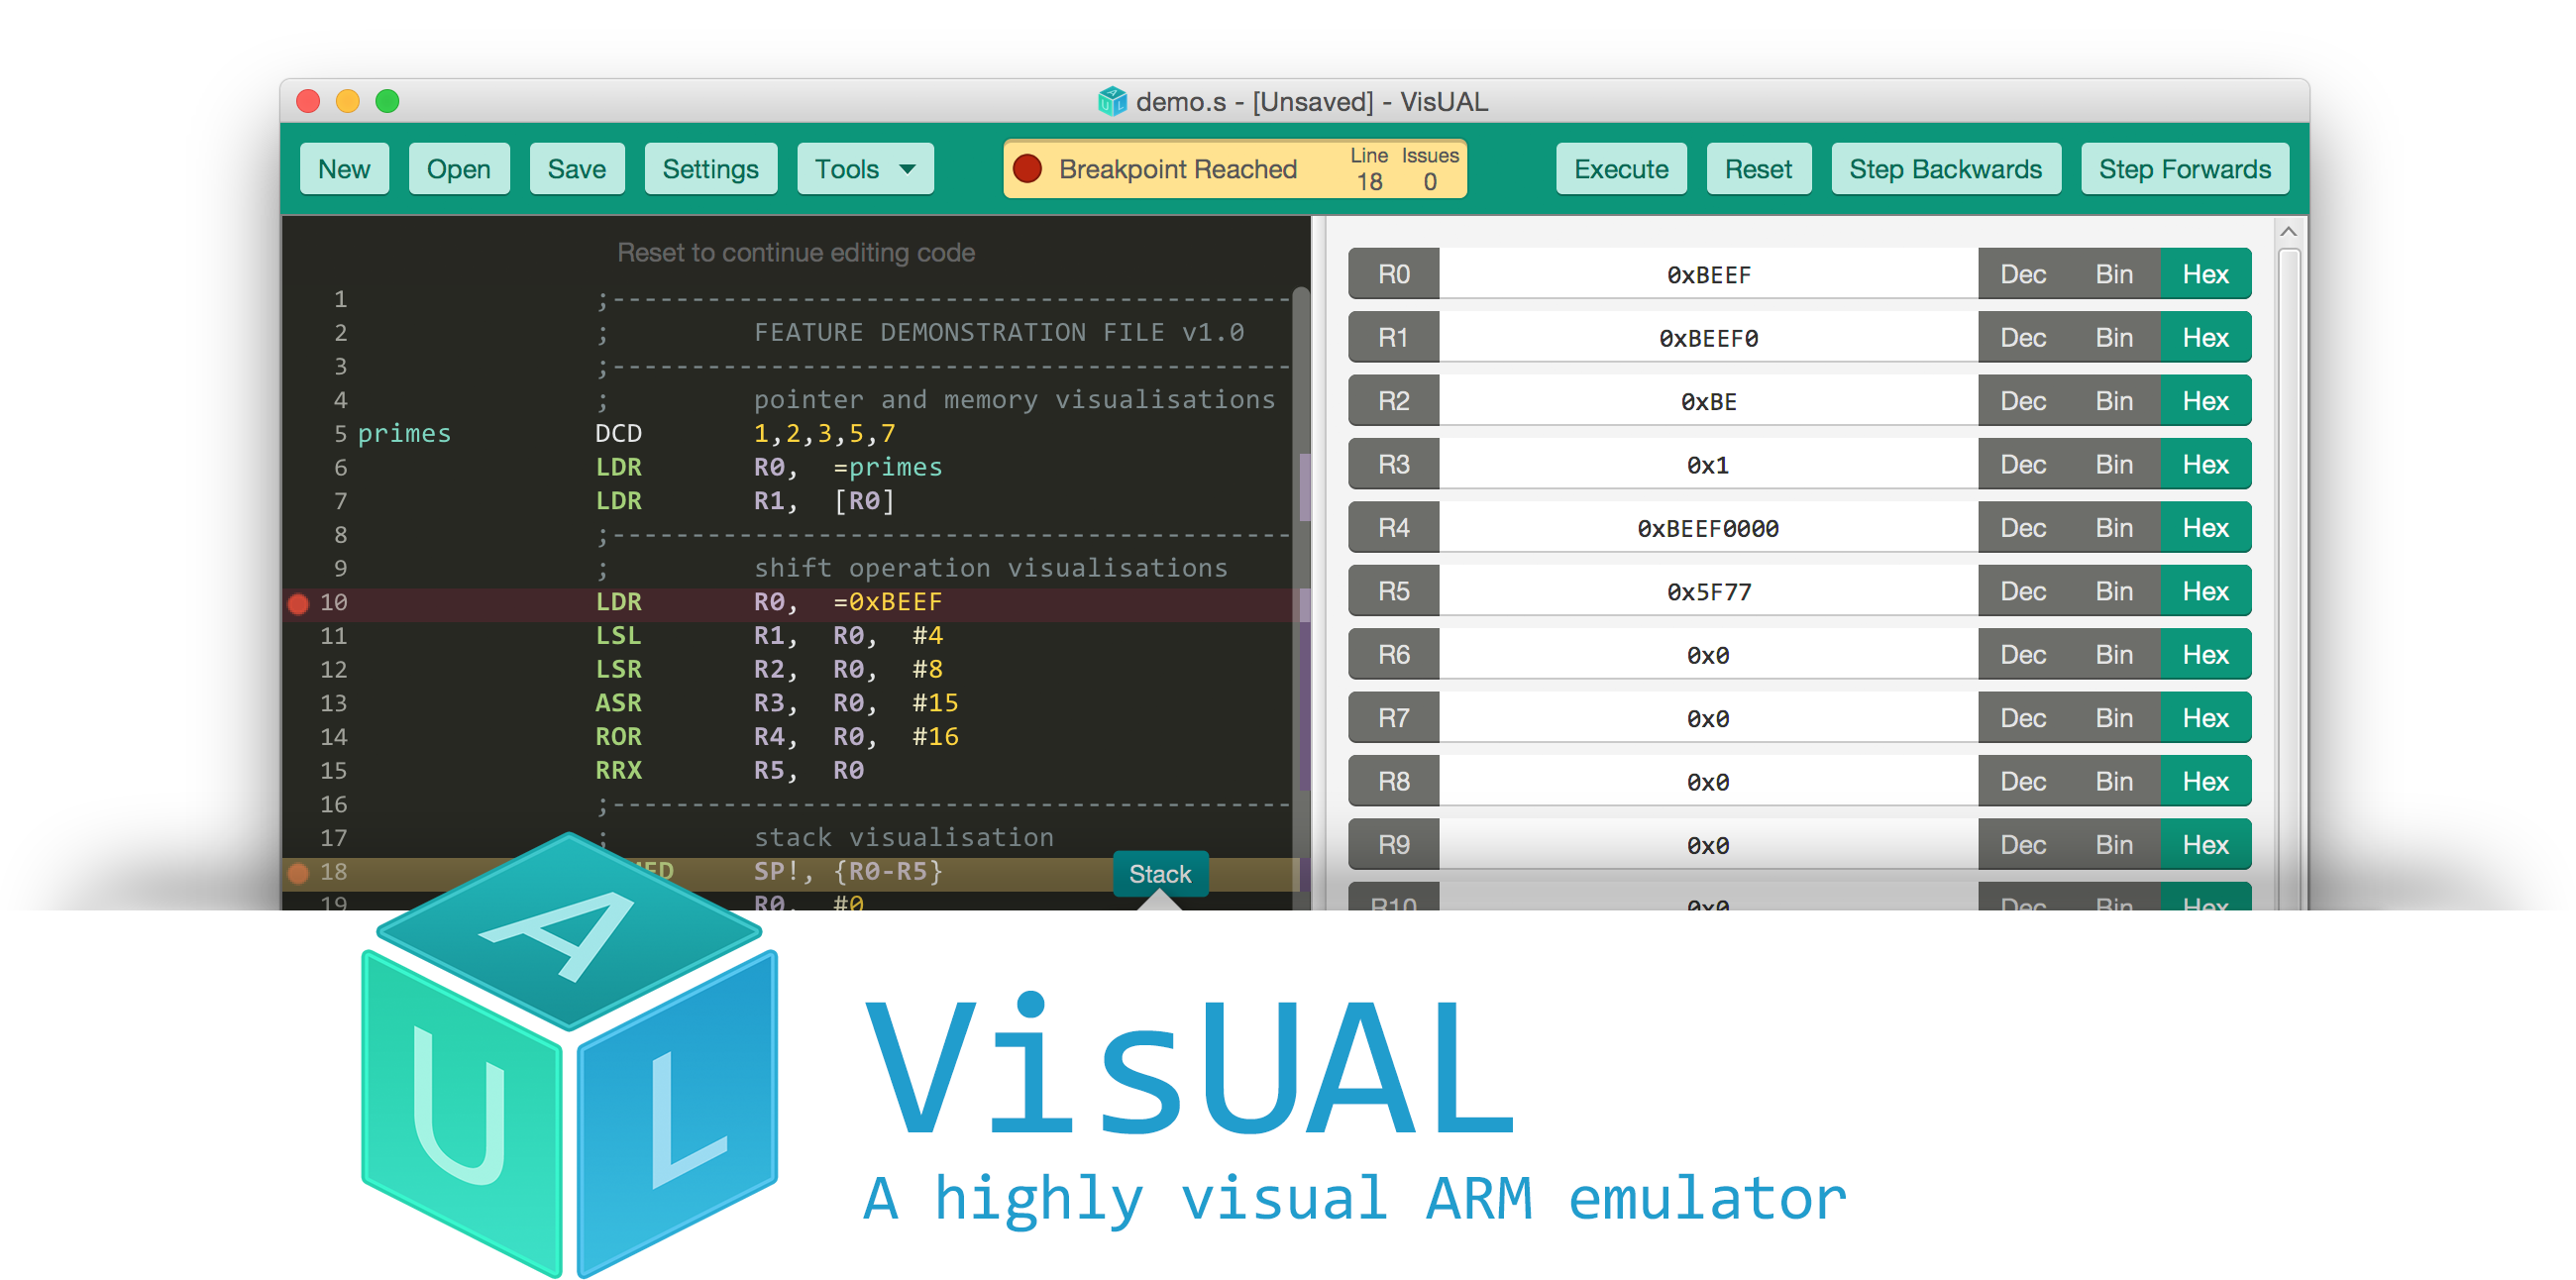 demo.s - [Unsaved] - VisUAL
New Open Save Settings Tools Breakpoint Reached Line 18 Issues 0 Execute Reset Step Backwards Step Forwards
Reset to continue editing code
1 ;-------------------------------------------
2 ; FEATURE DEMONSTRATION FILE v1.0
3 ;-------------------------------------------
4 ; pointer and memory visualisations
5 primes DCD 1,2,3,5,7
6 LDR R0, =primes
7 LDR R1, [R0]
8 ;-------------------------------------------
9 ; shift operation visualisations
10 LDR R0, =0xBEEF
11 LSL R1, R0, #4
12 LSR R2, R0, #8
13 ASR R3, R0, #15
14 ROR R4, R0, #16
15 RRX R5, R0
16 ;-------------------------------------------
17 ; stack visualisation
18 SP!, {R0-R5} Stack
19 R0, #0
R0 0xBEEF Dec Bin Hex
R1 0xBEEF0 Dec Bin Hex
R2 0xBE Dec Bin Hex
R3 0x1 Dec Bin Hex
R4 0xBEEF0000 Dec Bin Hex
R5 0x5F77 Dec Bin Hex
R6 0x0 Dec Bin Hex
R7 0x0 Dec Bin Hex
R8 0x0 Dec Bin Hex
R9 0x0 Dec Bin Hex
R10 0x0 Dec Bin Hex
A
U L
VisUAL
A highly visual ARM emulator